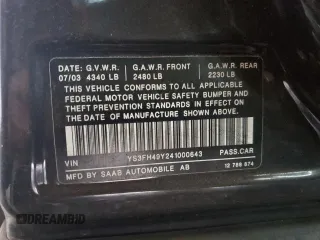 DATE: G.V.W.R. G.A.W.R. FRONT G.A.W.R. REAR
07/03 4340 LB 2480 LB 2230 LB
THIS VEHICLE CONFORMS TO ALL APPLICABLE
FEDERAL MOTOR VEHICLE SAFETY BUMPER AND
THEFT PREVENTION STANDARDS IN EFFECT ON
THE DATE OF MANUFACTURE SHOWN ABOVE.
VIN YS3FH49Y241000643 PASS.CAR
MFD BY SAAB AUTOMOBILE AB 12 789 874
DREAMBID